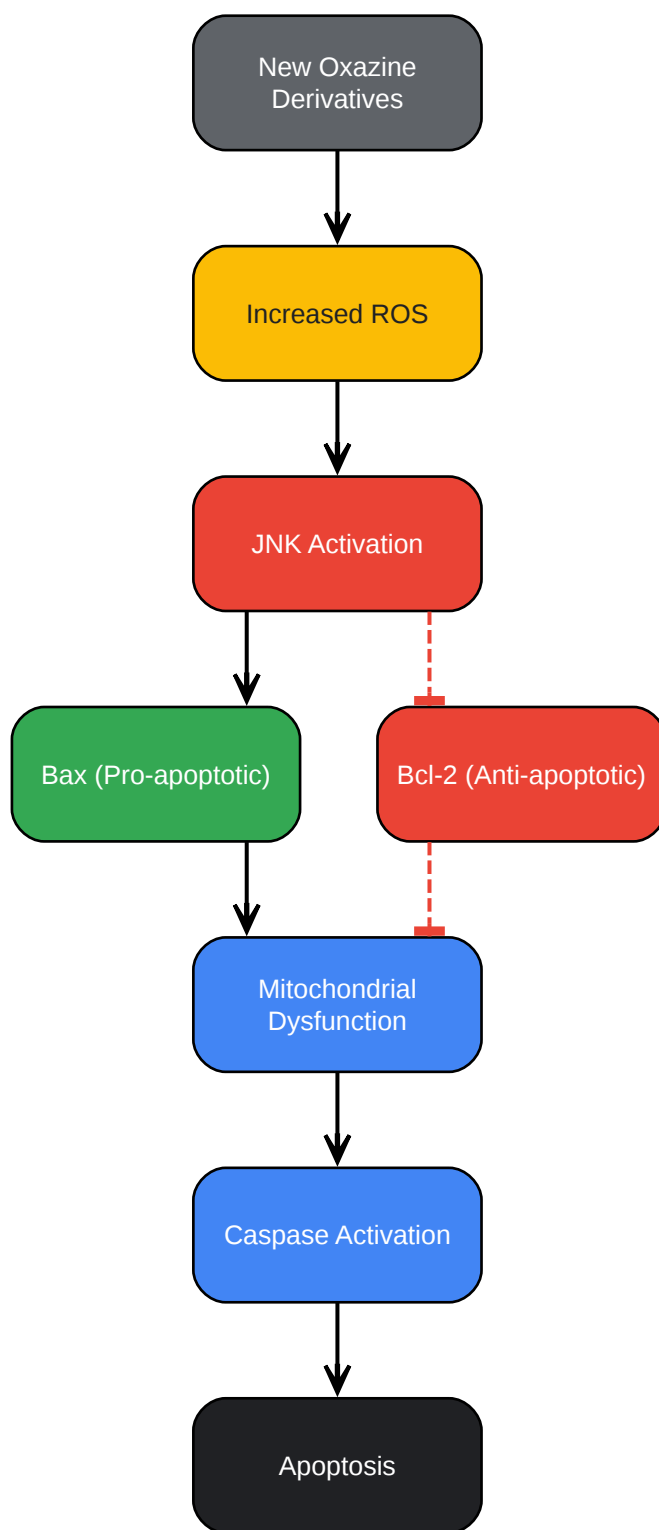 New Oxazine
Derivatives
Increased ROS
JNK Activation
Bax (Pro-apoptotic)
Bcl-2 (Anti-apoptotic)
Mitochondrial
Dysfunction
Caspase Activation
Apoptosis